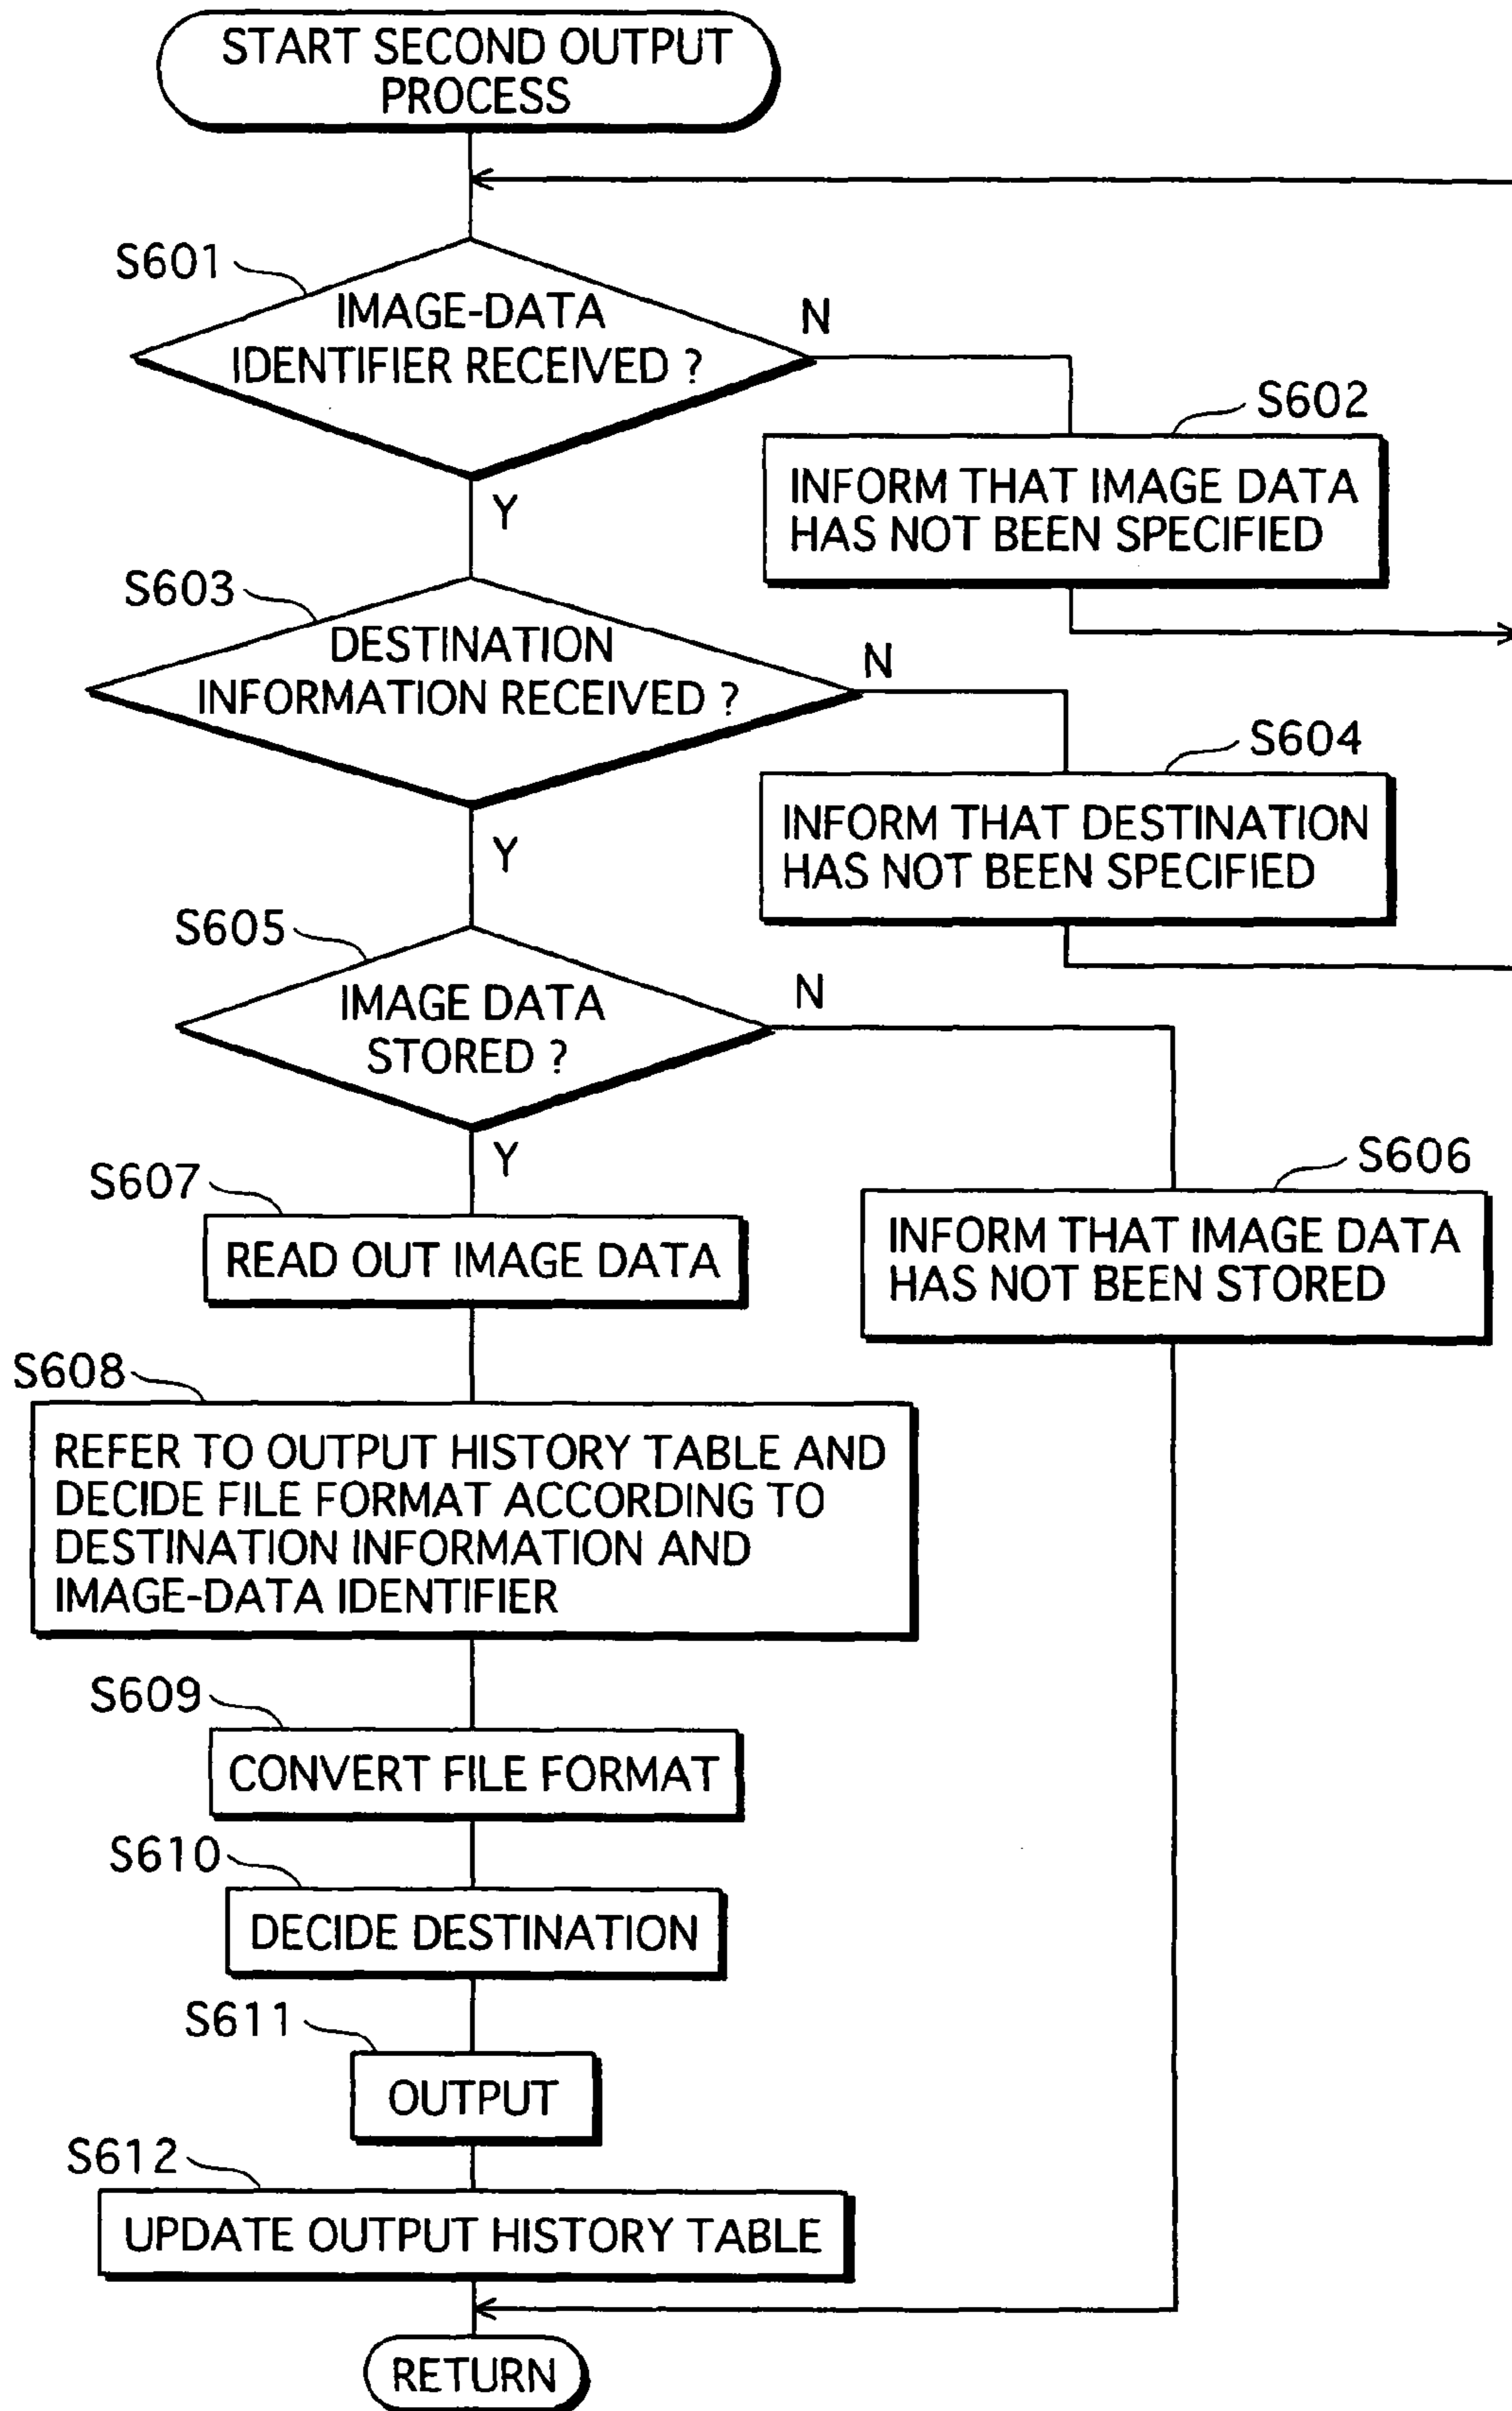 START SECOND OUTPUT
PROCESS
S601
IMAGE-DATA
IDENTIFIER RECEIVED ?
N
S602
INFORM THAT IMAGE DATA
HAS NOT BEEN SPECIFIED
Y
S603
DESTINATION
INFORMATION RECEIVED ?
N
S604
INFORM THAT DESTINATION
HAS NOT BEEN SPECIFIED
Y
S605
IMAGE DATA
STORED ?
N
S606
INFORM THAT IMAGE DATA
HAS NOT BEEN STORED
Y
S607
READ OUT IMAGE DATA
S608
REFER TO OUTPUT HISTORY TABLE AND
DECIDE FILE FORMAT ACCORDING TO
DESTINATION INFORMATION AND
IMAGE-DATA IDENTIFIER
S609
CONVERT FILE FORMAT
S610
DECIDE DESTINATION
S611
OUTPUT
S612
UPDATE OUTPUT HISTORY TABLE
RETURN